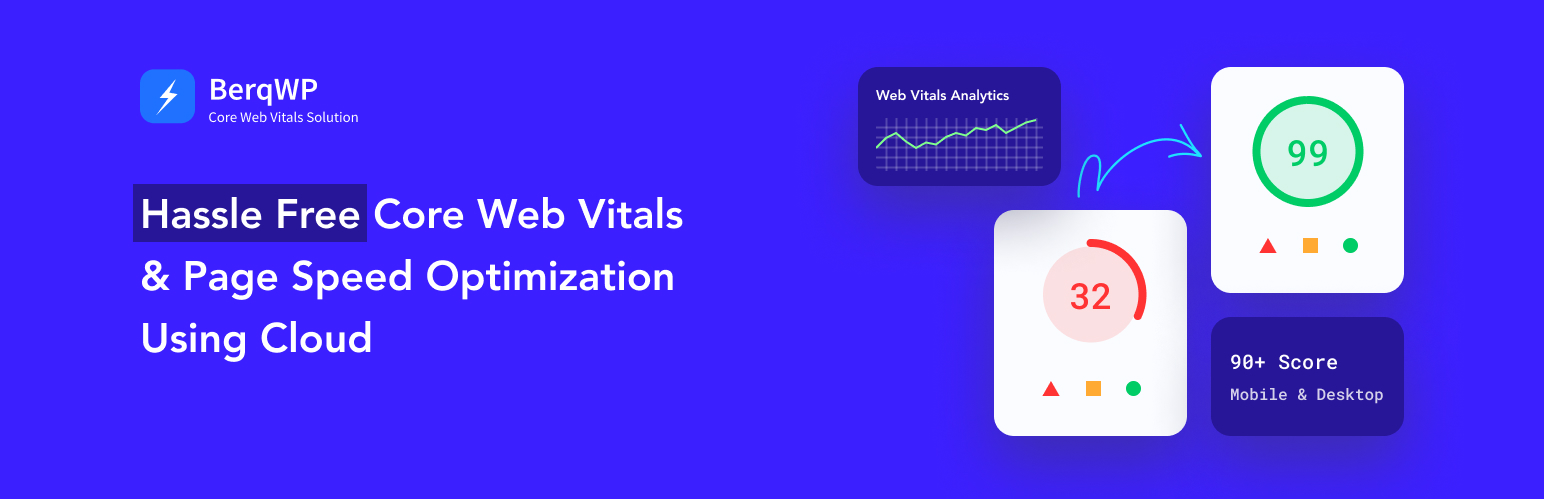 BerqWP
Core Web Vitals Solution
Hassle Free Core Web Vitals
& Page Speed Optimization
Using Cloud
Web Vitals Analytics
99
32
90+ Score
Mobile & Desktop